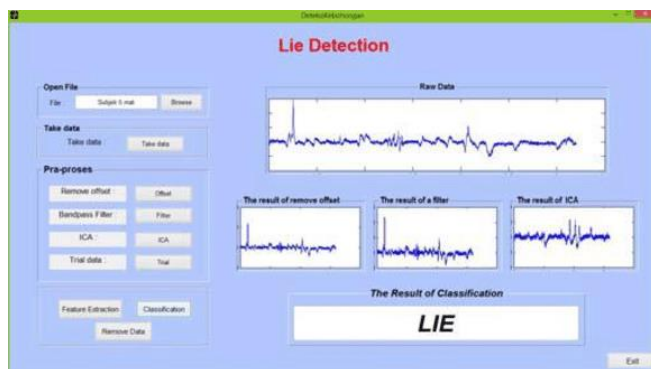 DeteksiKebohongan
Lie Detection
Open File
File :
Subjek 5.mat
Browse
Take data
Take data :
Take data
Pra-proses
Remove offset
Offset
Bandpass Filter
Filter
ICA :
ICA
Trial data :
Trial
Feature Extraction
Classification
Remove Data
Raw Data
The result of remove offset
The result of a filter
The result of ICA
The Result of Classification
LIE
Exit